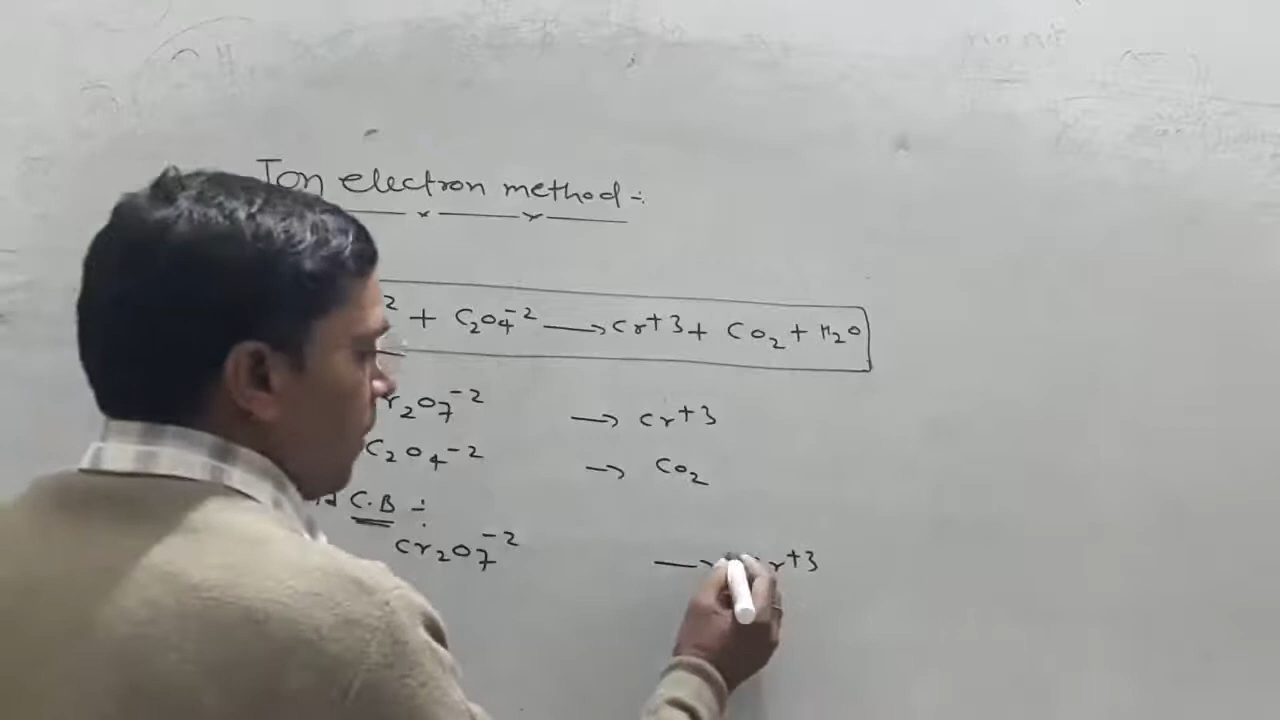 Ion electron method :-
2 + C2O4^-2 → Cr+3 + CO2 + H2O
r2O7^-2 → Cr+3
C2O4^-2 → CO2
C.B :-
Cr2O7^-2 → r+3